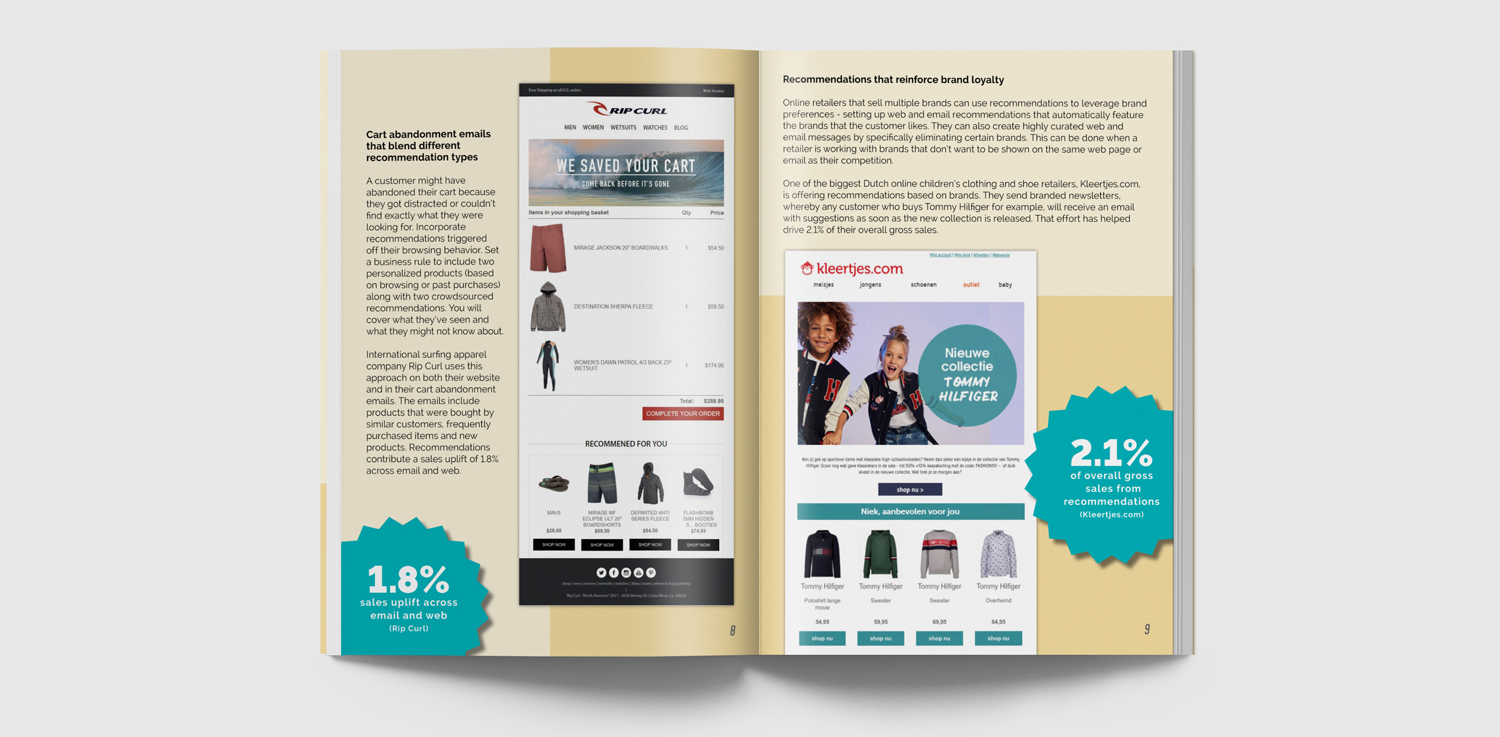 Cart abandonment emails
that blend different
recommendation types
A customer might have
abandoned their cart because
they got distracted or couldn't
find exactly what they were
looking for. Incorporate
recommendations triggered
off their browsing behavior. Set
a business rule to include two
personalized products (based
on browsing or past purchases)
along with two crowdsourced
recommendations. You will
cover what they've seen and
what they might not know about.
International surfing apparel
company Rip Curl uses this
approach on both their website
and in their cart abandonment
emails. The emails include
products that were bought by
similar customers, frequently
purchased items and new
products. Recommendations
contribute a sales uplift of 1.8%
across email and web.
1.8%
sales uplift across
email and web
(Rip Curl)
Free Shipping on all U.S. orders Web Version
RIP CURL
MEN WOMEN WETSUITS WATCHES BLOG
WE SAVED YOUR CART
COME BACK BEFORE IT'S GONE
Items in your shopping basket Qty Price
MIRAGE JACKSON 20" BOARDWALKS 1 $54.50
DESTINATION SHERPA FLEECE 1 $59.50
WOMEN'S DAWN PATROL 4/3 BACK ZIP 1 $174.95
WETSUIT
Total: $288.95
COMPLETE YOUR ORDER
RECOMMENED FOR YOU
MAVS MIRAGE MF DEPARTED ANTI FLASHBOMB
ECLIPSE ULT 20" SERIES FLEECE 5MM HIDDEN
BOARDSHORTS S... BOOTIES
$28.95 $69.50 $84.50 $74.95
SHOP NOW SHOP NOW SHOP NOW SHOP NOW
8
Recommendations that reinforce brand loyalty
Online retailers that sell multiple brands can use recommendations to leverage brand
preferences - setting up web and email recommendations that automatically feature
the brands that the customer likes. They can also create highly curated web and
email messages by specifically eliminating certain brands. This can be done when a
retailer is working with brands that don't want to be shown on the same web page or
email as their competition.
One of the biggest Dutch online children's clothing and shoe retailers, Kleertjes.com,
is offering recommendations based on brands. They send branded newsletters,
whereby any customer who buys Tommy Hilfiger for example, will receive an email
with suggestions as soon as the new collection is released. That effort has helped
drive 2.1% of their overall gross sales.
Mijn account | Mijn kind | Afmelden | Webversie
kleertjes.com
meisjes jongens schoenen outlet baby
Nieuwe
collectie
TOMMY
HILFIGER
shop nu >
Niek, aanbevolen voor jou
Tommy Hilfiger Tommy Hilfiger Tommy Hilfiger Tommy Hilfiger
Poloshirt lange Sweater Sweater Overhemd
mouw
54,95 59,95 69,95 64,95
shop nu shop nu shop nu shop nu
2.1%
of overall gross
sales from
recommendations
(Kleertjes.com)
9